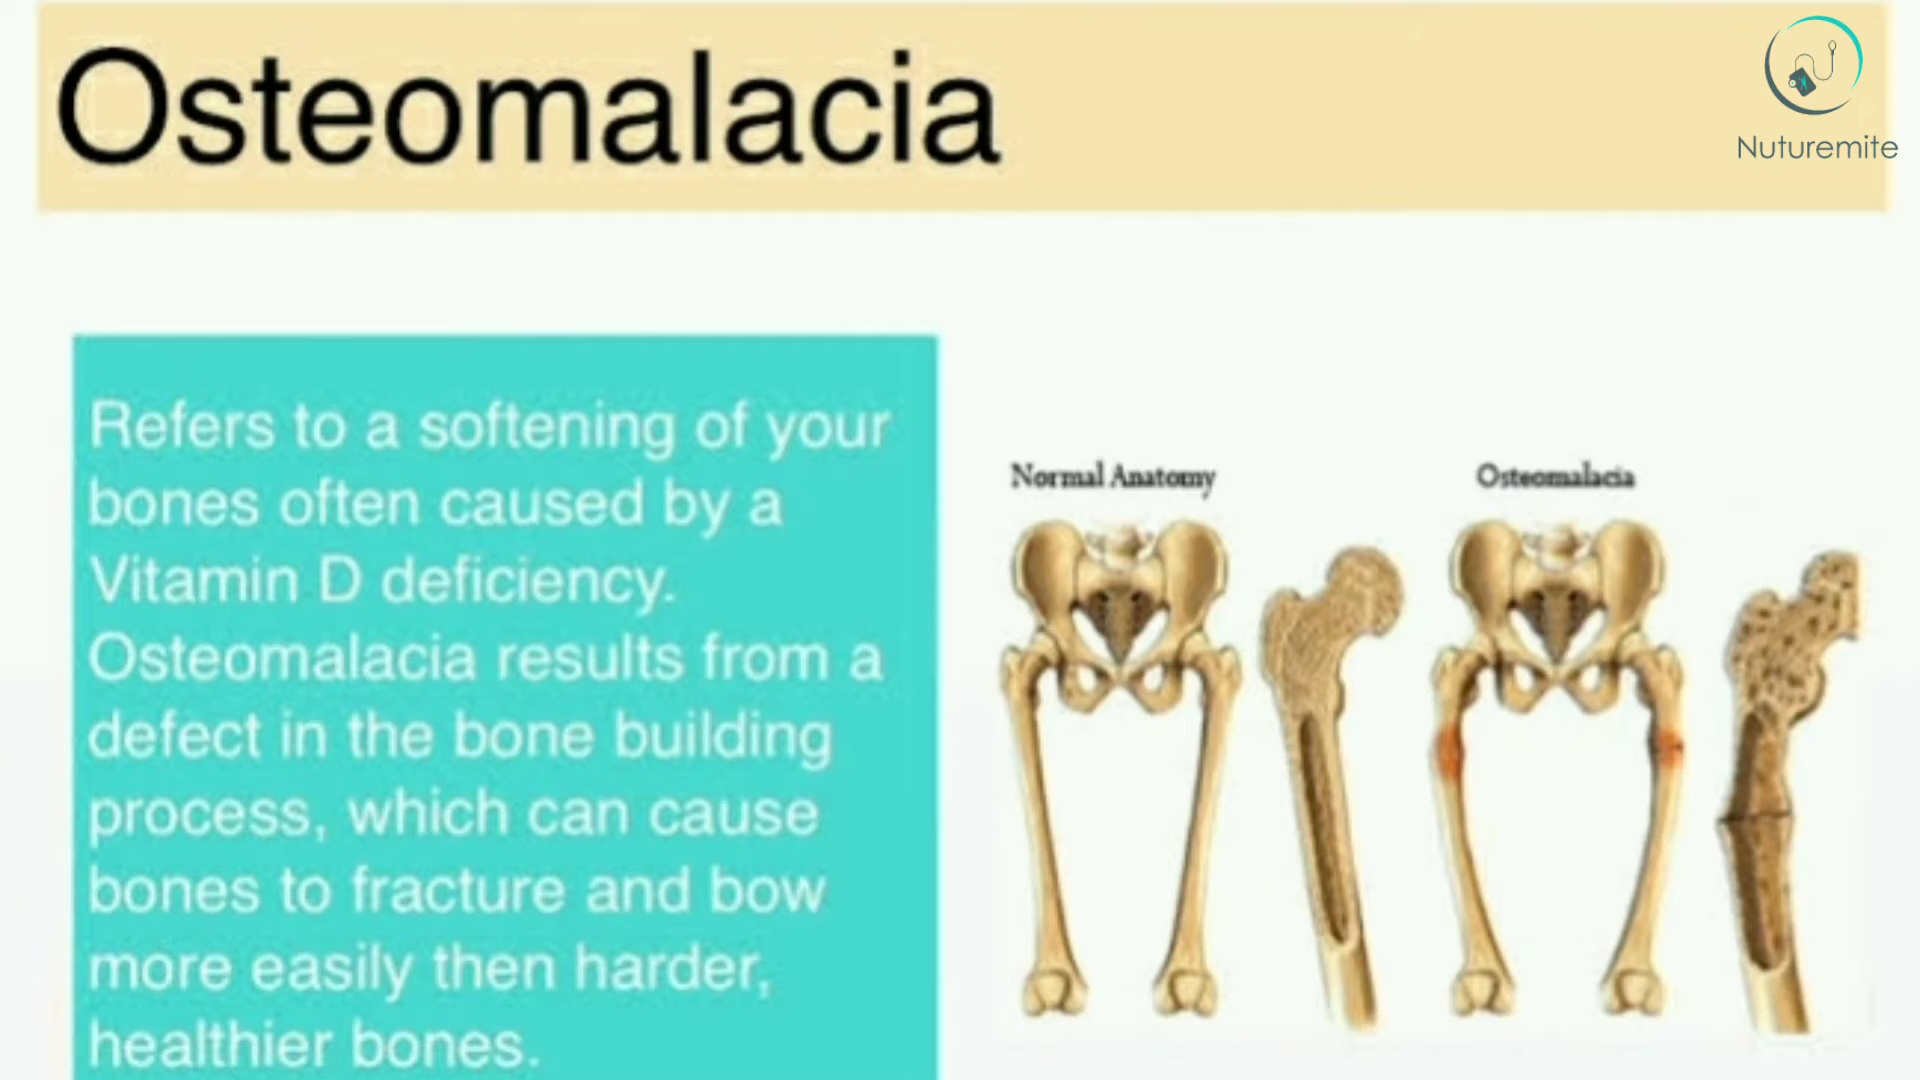 Osteomalacia
Nuturemite
Refers to a softening of your
bones often caused by a
Vitamin D deficiency.
Osteomalacia results from a
defect in the bone building
process, which can cause
bones to fracture and bow
more easily then harder,
healthier bones.
Normal Anatomy
Osteomalacia